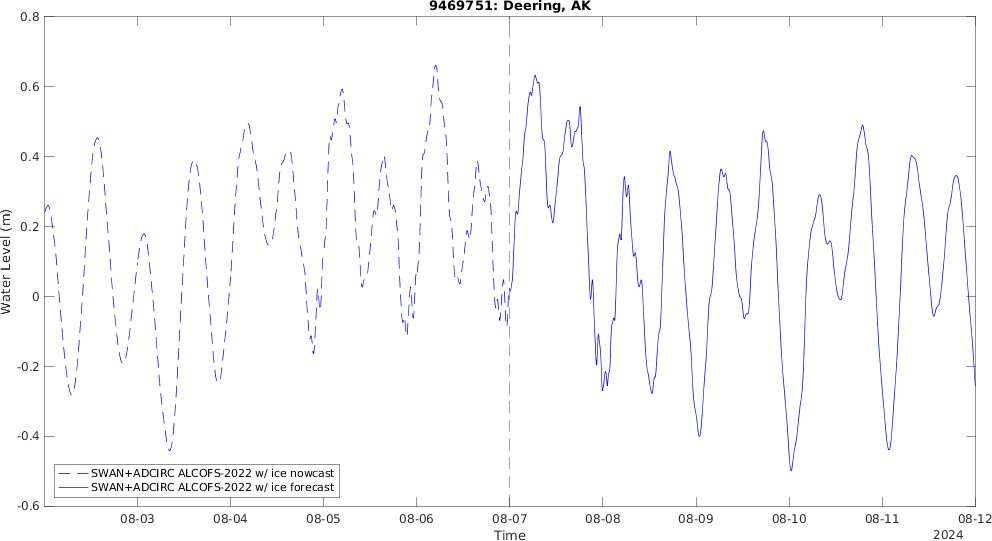 9469751: Deering, AK
0.8
0.6
0.4
0.2
0
-0.2
-0.4
-0.6
Water Level (m)
SWAN+ADCIRC ALCOFS-2022 w/ ice nowcast
SWAN+ADCIRC ALCOFS-2022 w/ ice forecast
08-03 08-04 08-05 08-06 08-07 08-08 08-09 08-10 08-11 08-12
Time
2024